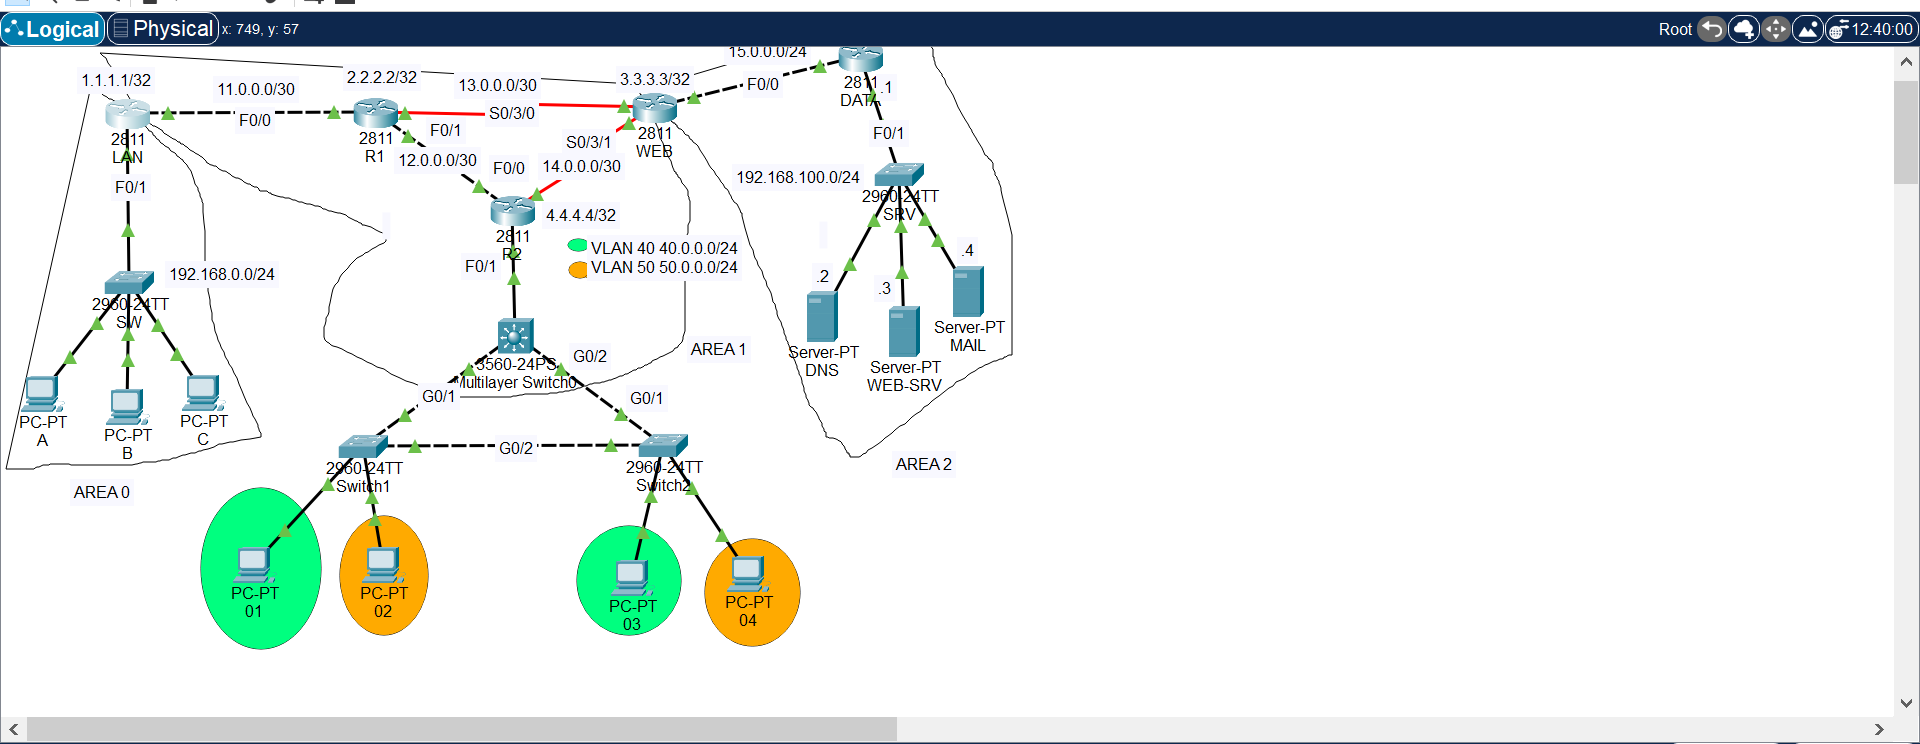 Logical
Physical
x: 749, y: 57
Root
12:40:00
1.1.1.1/32
11.0.0.0/30
2.2.2.2/32
13.0.0.0/30
3.3.3.3/32
15.0.0.0/24
F0/0
F0/0
S0/3/0
2811
LAN
2811
R1
F0/1
12.0.0.0/30
F0/0
S0/3/1
14.0.0.0/30
2811
WEB
2811
DATA
.1
F0/1
F0/1
192.168.100.0/24
2960-24TT
SRV
4.4.4.4/32
2811
R2
F0/1
VLAN 40 40.0.0.0/24
VLAN 50 50.0.0.0/24
192.168.0.0/24
2960-24TT
SW
.2
.3
.4
Server-PT
DNS
Server-PT
WEB-SRV
Server-PT
MAIL
3560-24PS
Multilayer Switch0
G0/2
G0/1
G0/1
AREA 1
PC-PT
A
PC-PT
B
PC-PT
C
G0/2
2960-24TT
Switch1
2960-24TT
Switch2
AREA 2
AREA 0
PC-PT
01
PC-PT
02
PC-PT
03
PC-PT
04